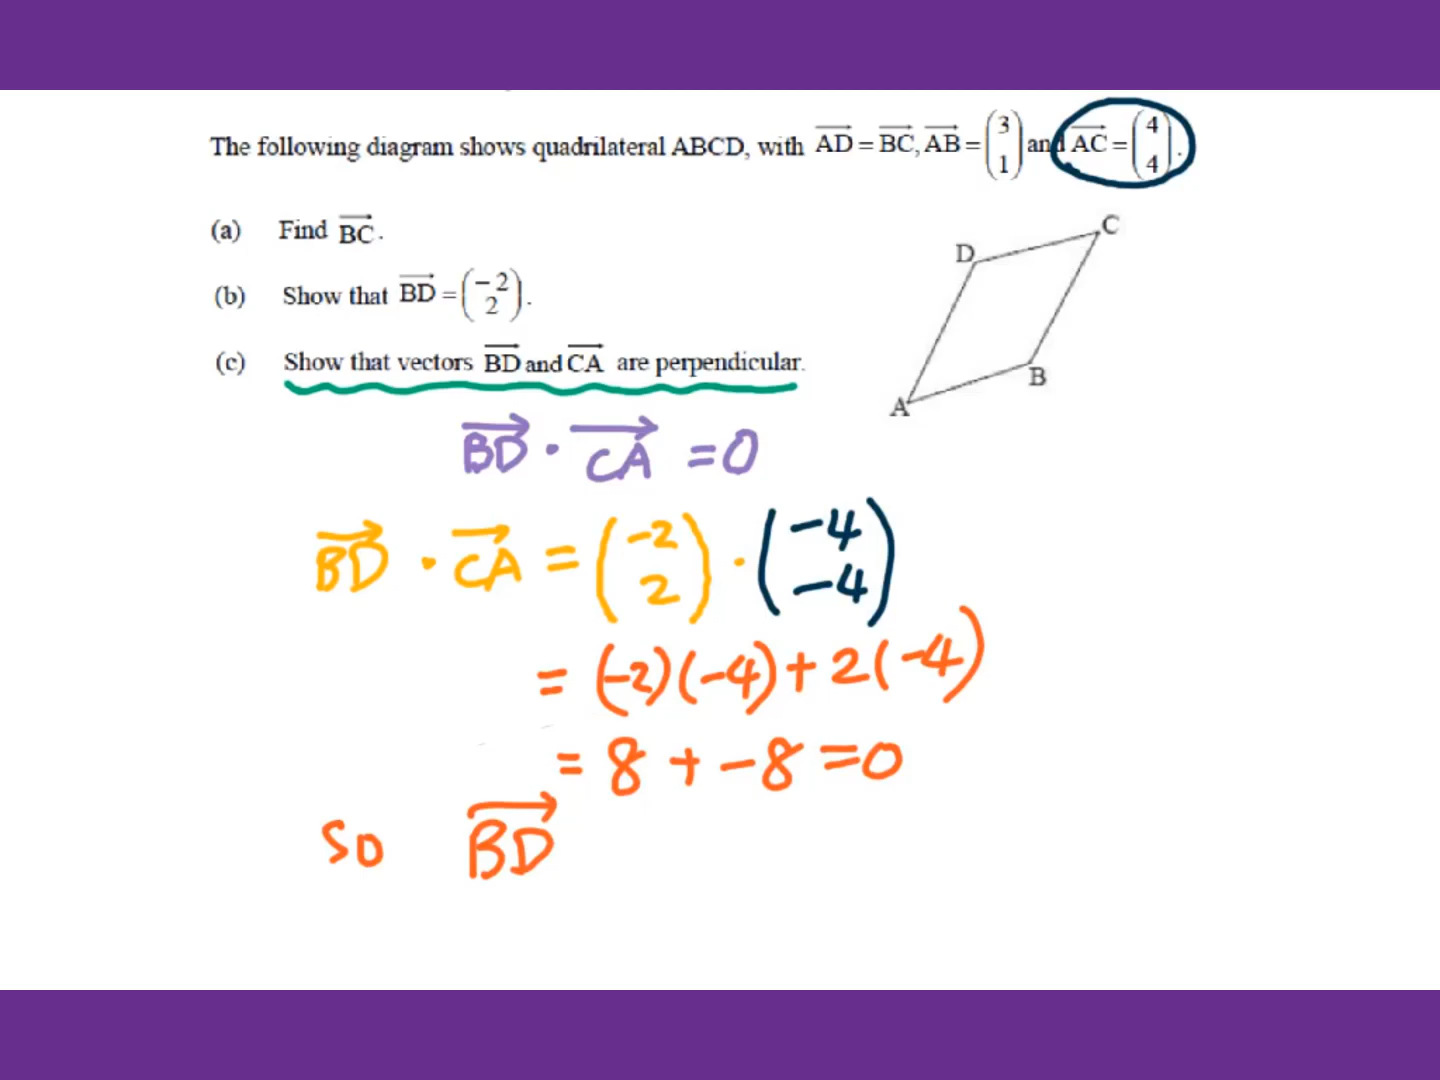 The following diagram shows quadrilateral ABCD, with AD = BC, AB = (3 1) and AC = (4 4).
(a) Find BC.
(b) Show that BD = (-2 2).
(c) Show that vectors BD and CA are perpendicular.
D
C
B
A
BD · CA = 0
BD · CA = (-2 2) · (-4 -4)
= (-2)(-4) + 2(-4)
= 8 + -8 = 0
so BD